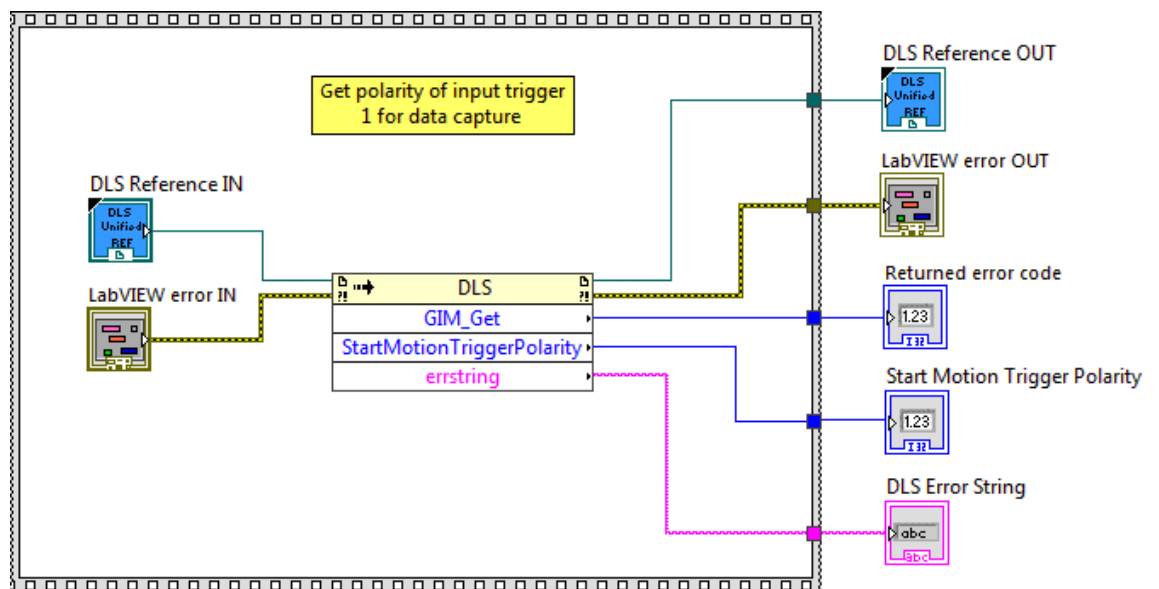 Get polarity of input trigger
1 for data capture
DLS Reference OUT
DLS
Unified
REF
LabVIEW error OUT
DLS Reference IN
DLS
Unified
REF
LabVIEW error IN
DLS
GIM_Get
StartMotionTriggerPolarity
errstring
Returned error code
1.23
I32
Start Motion Trigger Polarity
1.23
I32
DLS Error String
abc
abc